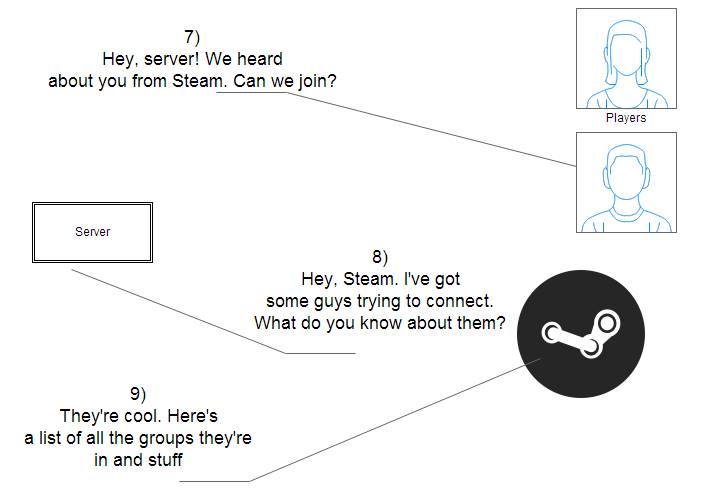 7)
Hey, server! We heard
about you from Steam. Can we join?
Players
Server
8)
Hey, Steam. I've got
some guys trying to connect.
What do you know about them?
9)
They're cool. Here's
a list of all the groups they're
in and stuff